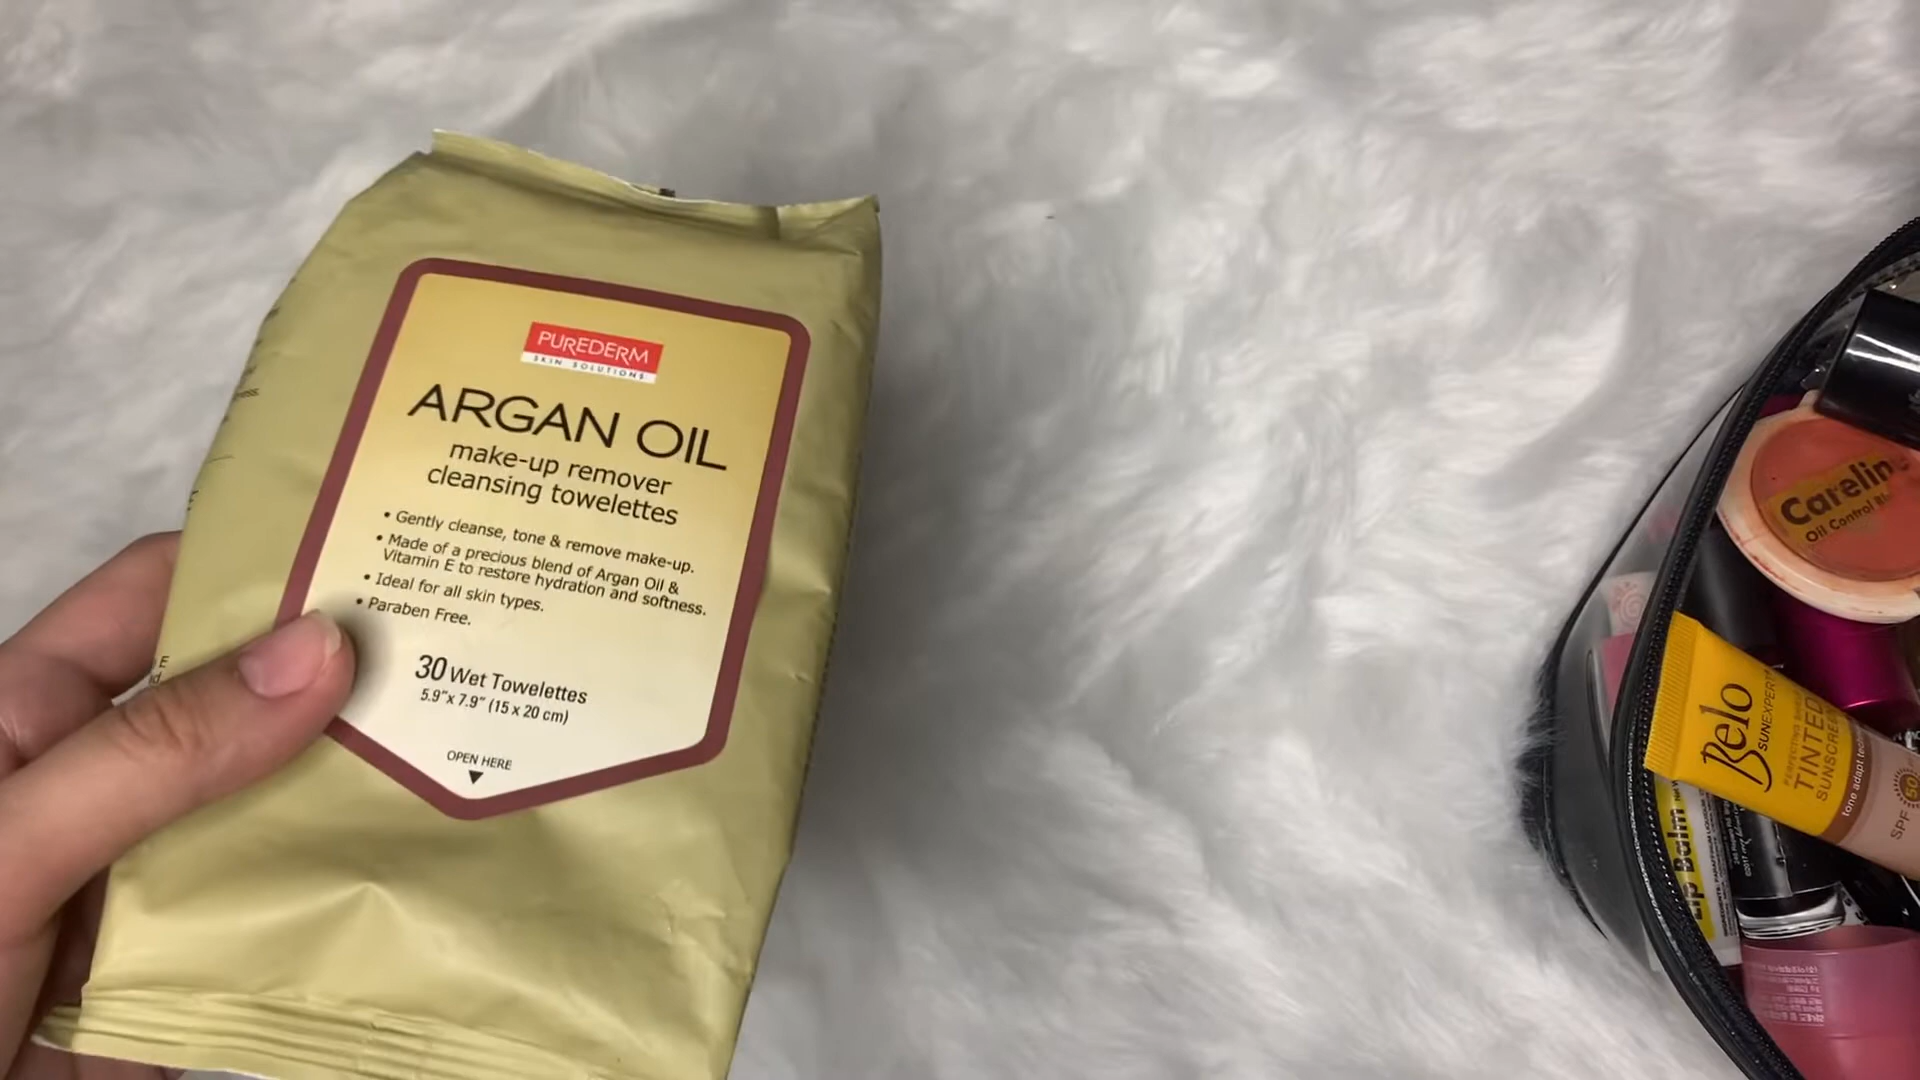 PUREDERM
SKIN SOLUTIONS
ARGAN OIL
make-up remover
cleansing towelettes
• Gently cleanse, tone & remove make-up.
• Made of a precious blend of Argan Oil &
Vitamin E to restore hydration and softness.
• Ideal for all skin types.
• Paraben Free.
30 Wet Towelettes
5.9"x 7.9" (15 x 20 cm)
OPEN HERE
Careline
Oil Control
Belo
SUNEXPERT
TINTED
SUNSCREEN
tone adapt
SPF 50
Lip Balm